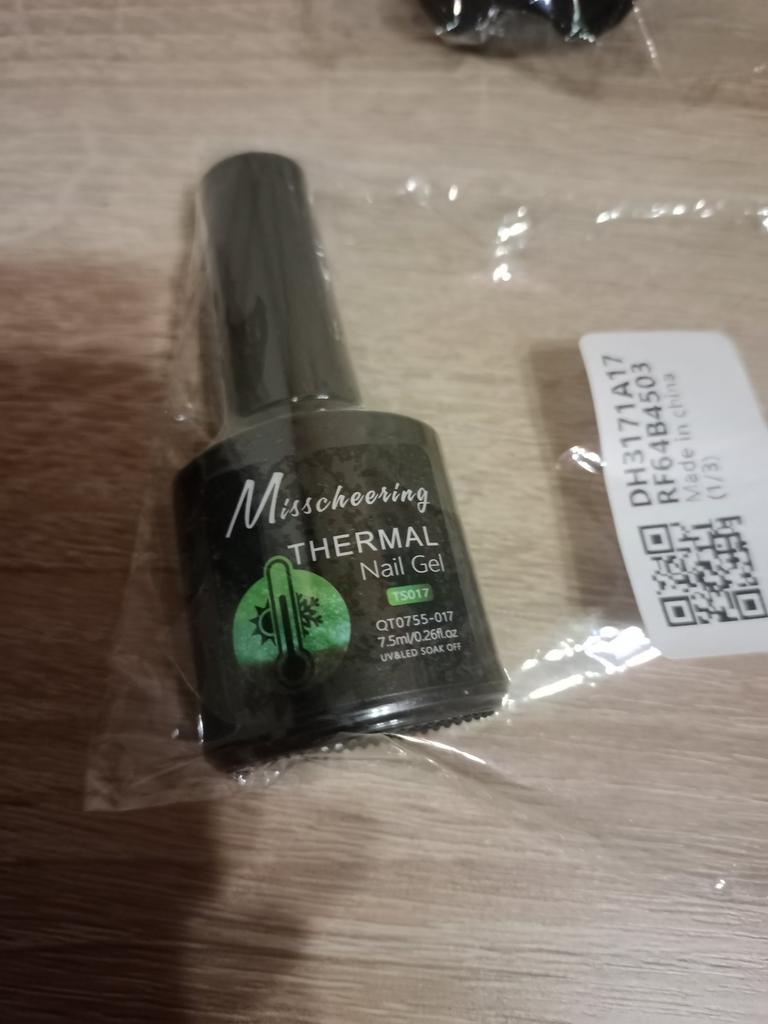 Misscheering
THERMAL
Nail Gel
TS017
QT0755-017
7.5ml/0.26fl.oz
UV&LED SOAK OFF
DH3171A17
RF64B4503
Made in china
(1/3)